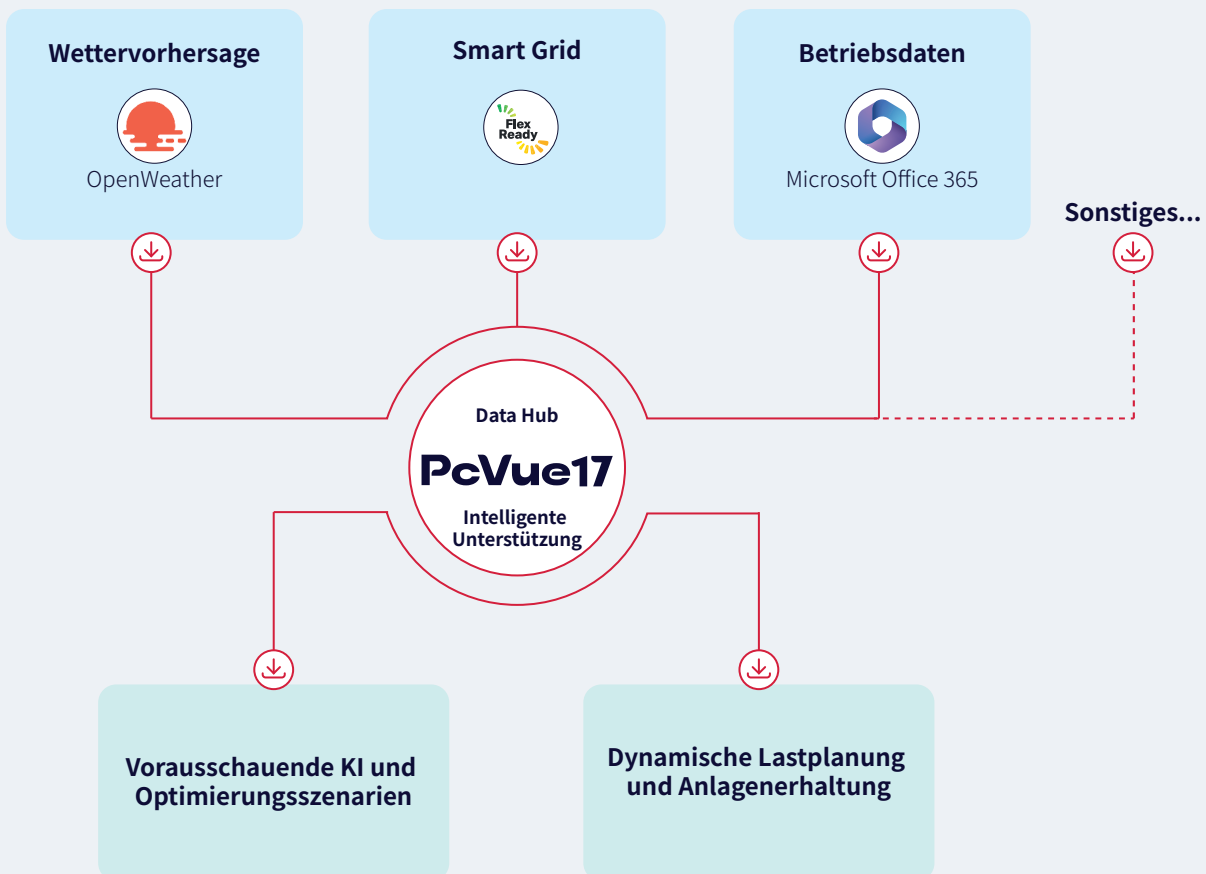 Wettervorhersage
OpenWeather
Smart Grid
Flex
Ready
Betriebsdaten
Microsoft Office 365
Sonstiges...
Data Hub
PcVue17
Intelligente
Unterstützung
Vorausschauende KI und
Optimierungsszenarien
Dynamische Lastplanung
und Anlagenerhaltung